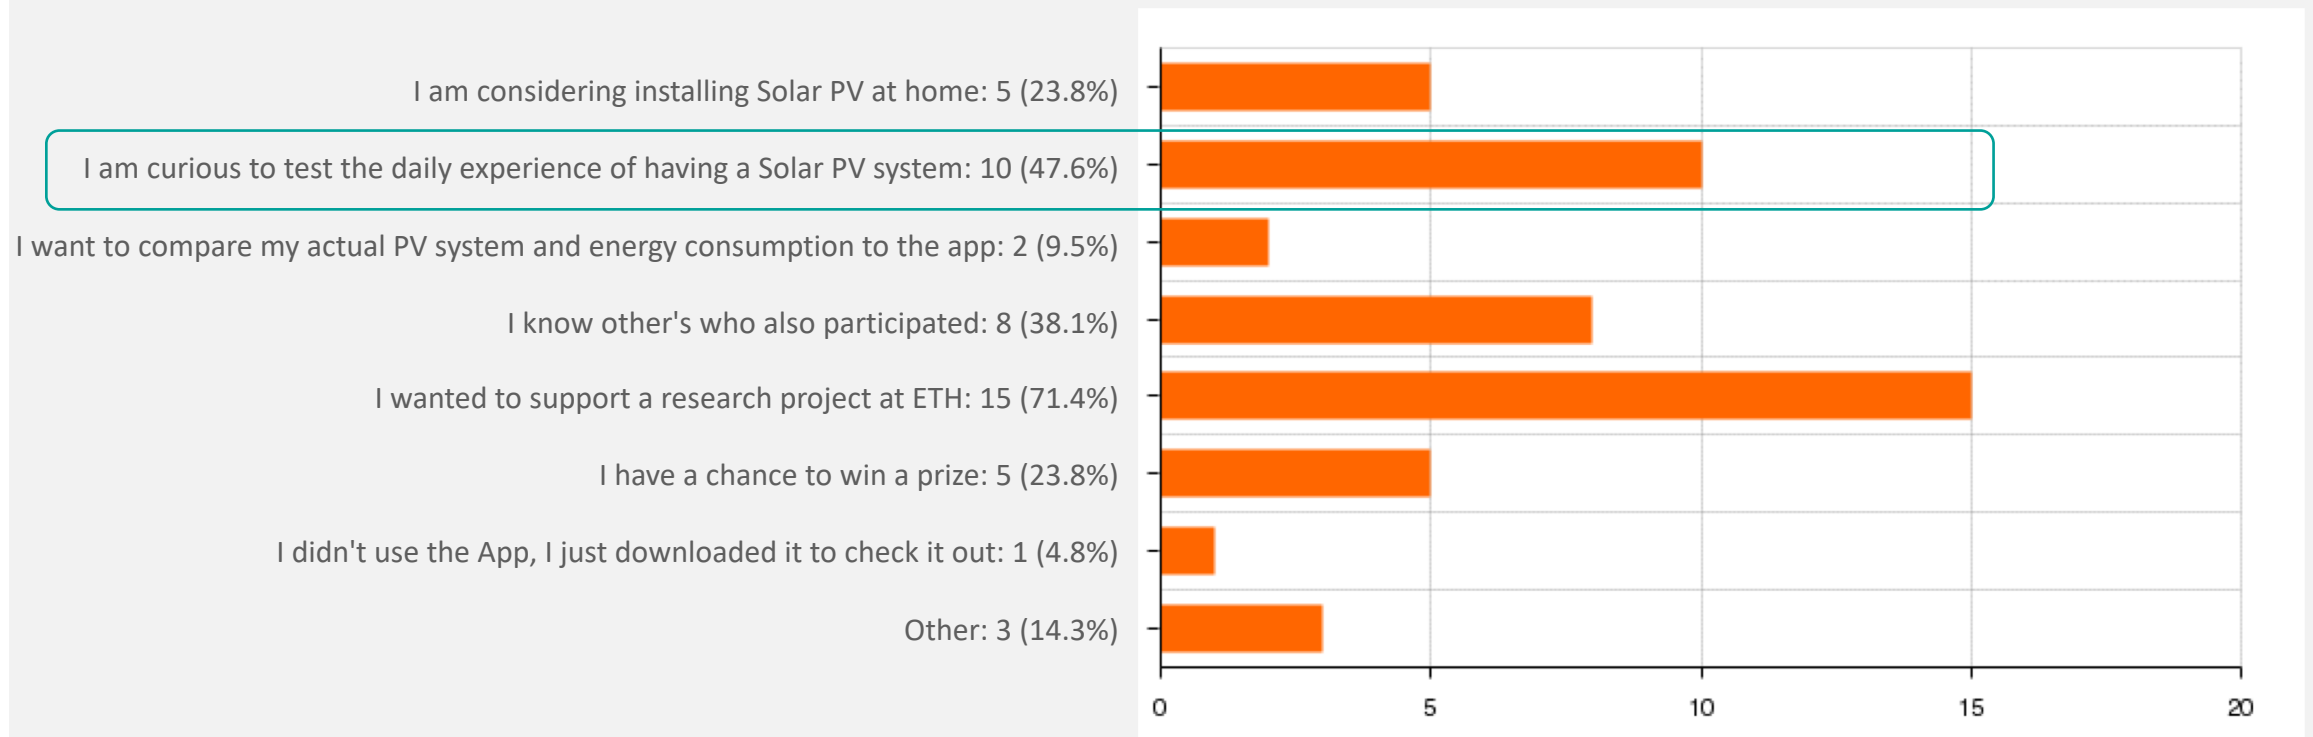 I am considering installing Solar PV at home: 5 (23.8%)
I am curious to test the daily experience of having a Solar PV system: 10 (47.6%)
I want to compare my actual PV system and energy consumption to the app: 2 (9.5%)
I know other's who also participated: 8 (38.1%)
I wanted to support a research project at ETH: 15 (71.4%)
I have a chance to win a prize: 5 (23.8%)
I didn't use the App, I just downloaded it to check it out: 1 (4.8%)
Other: 3 (14.3%)
0 5 10 15 20